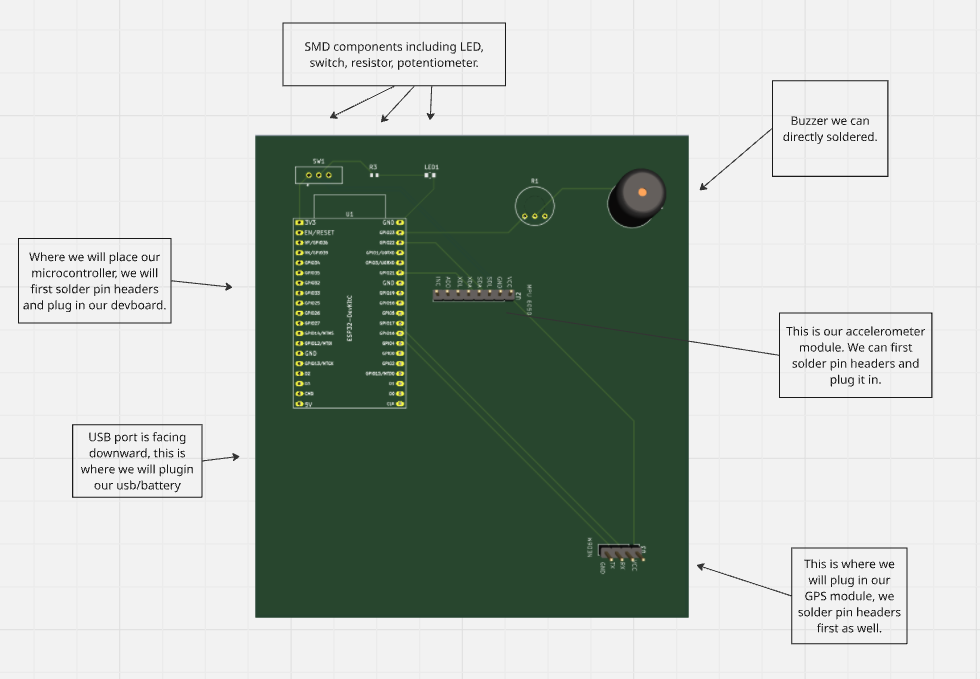 SMD components including LED,
switch, resistor, potentiometer.
Buzzer we can
directly soldered.
Where we will place our
microcontroller, we will
first solder pin headers
and plug in our devboard.
This is our accelerometer
module. We can first
solder pin headers and
plug it in.
USB port is facing
downward, this is
where we will plugin
our usb/battery
This is where we
will plug in our
GPS module, we
solder pin headers
first as well.
SW1
R3
LED1
R1
U1
3V3
GND
EN/RESET
GND
GND
5V
ESP32-DevKitC
INT
ADO
XCL
XDA
SDA
SCL
GND
VCC
U2
MPU 6050
GND
TX
RX
VCC